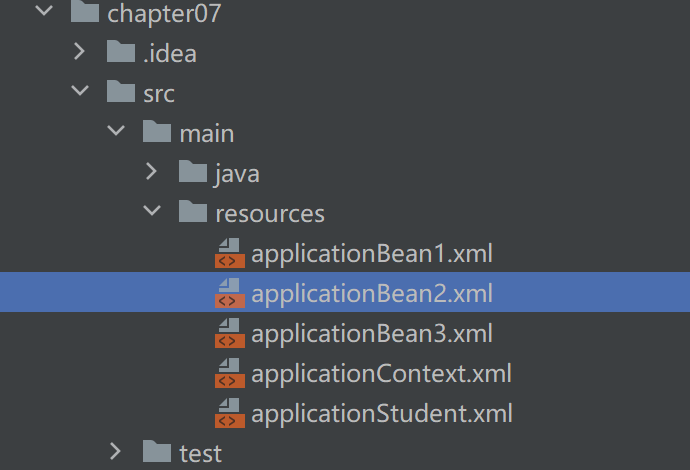 chapter07
.idea
src
main
java
resources
applicationBean1.xml
applicationBean2.xml
applicationBean3.xml
applicationContext.xml
applicationStudent.xml
test